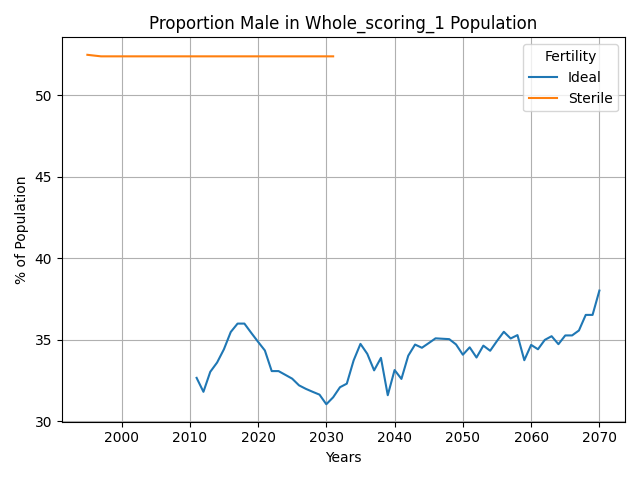 Proportion Male in Whole_scoring_1 Population
Fertility
Ideal
Sterile
% of Population
50
45
40
35
30
2000
2010
2020
2030
2040
2050
2060
2070
Years